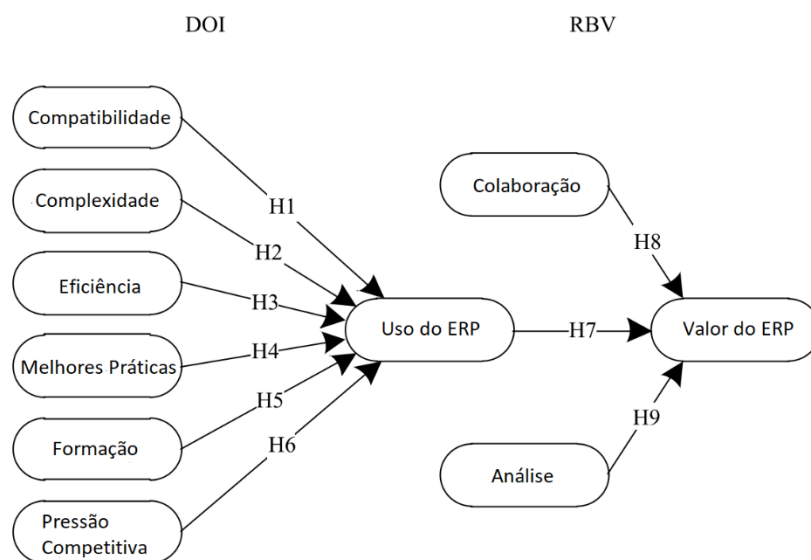 DOI
RBV
Compatibilidade
Complexidade
Eficiência
Melhores Práticas
Formação
Pressão
Competitiva
H1
H2
H3
H4
H5
H6
Uso do ERP
H7
Colaboração
H8
Valor do ERP
H9
Análise